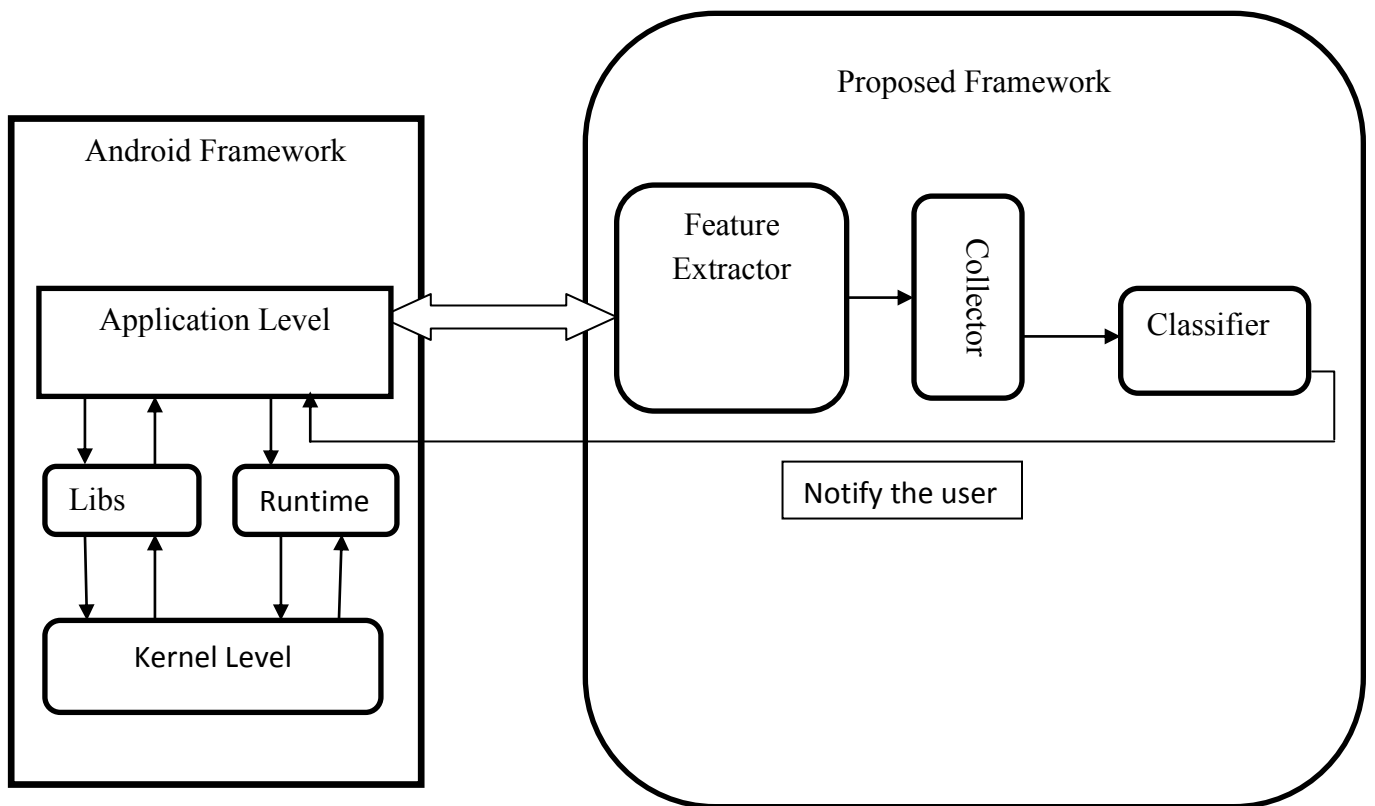 Proposed Framework
Android Framework
Feature
Extractor
Collector
Application Level
Classifier
Libs
Runtime
Notify the user
Kernel Level